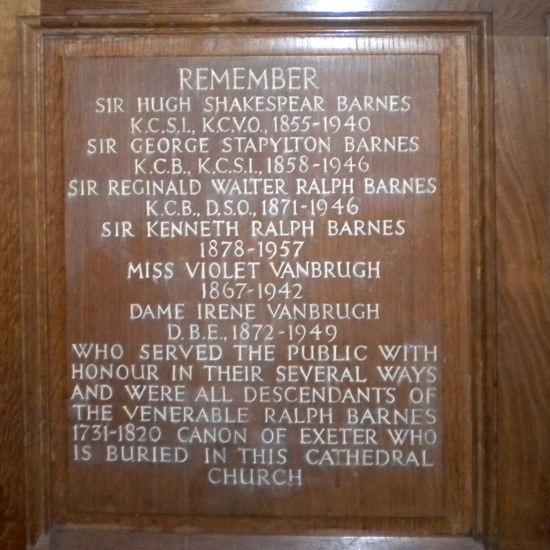 REMEMBER
SIR HUGH SHAKESPEAR BARNES
K.C.S.I., K.C.V.O., 1855-1940
SIR GEORGE STAPYLTON BARNES
K.C.B., K.C.S.I., 1858-1946
SIR REGINALD WALTER RALPH BARNES
K.C.B., D.S.O., 1871-1946
SIR KENNETH RALPH BARNES
1878-1957
MISS VIOLET VANBRUGH
1867-1942
DAME IRENE VANBRUGH
D.B.E., 1872-1949
WHO SERVED THE PUBLIC WITH
HONOUR IN THEIR SEVERAL WAYS
AND WERE ALL DESCENDANTS OF
THE VENERABLE RALPH BARNES
1731-1820 CANON OF EXETER WHO
IS BURIED IN THIS CATHEDRAL
CHURCH